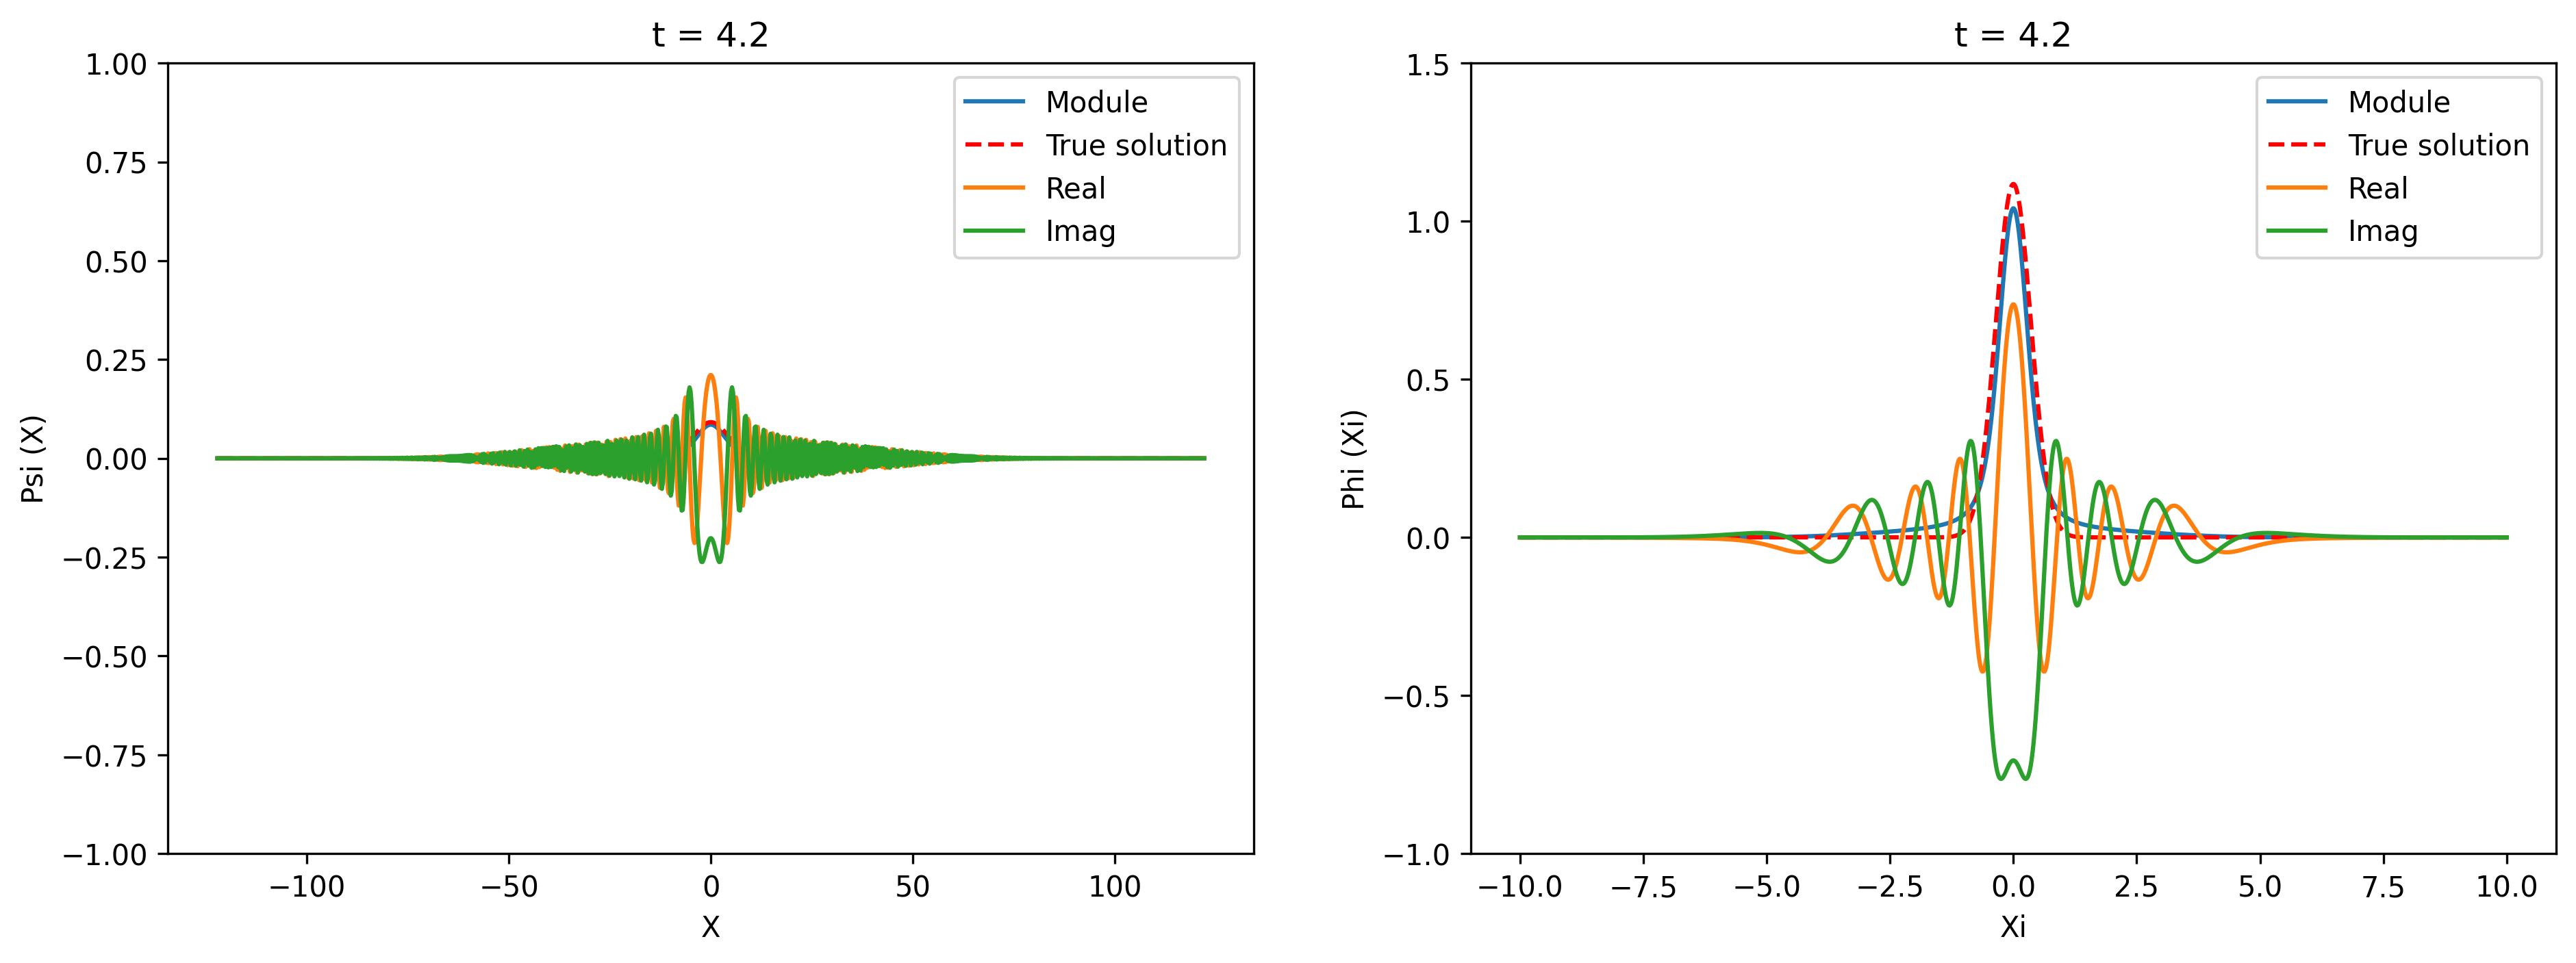 t = 4.2
1.00
0.75
0.50
0.25
0.00
−0.25
−0.50
−0.75
−1.00
Psi (X)
−100
−50
0
50
100
X
Module
True solution
Real
Imag
t = 4.2
1.5
1.0
0.5
0.0
−0.5
−1.0
Phi (Xi)
−10.0
−7.5
−5.0
−2.5
0.0
2.5
5.0
7.5
10.0
Xi
Module
True solution
Real
Imag